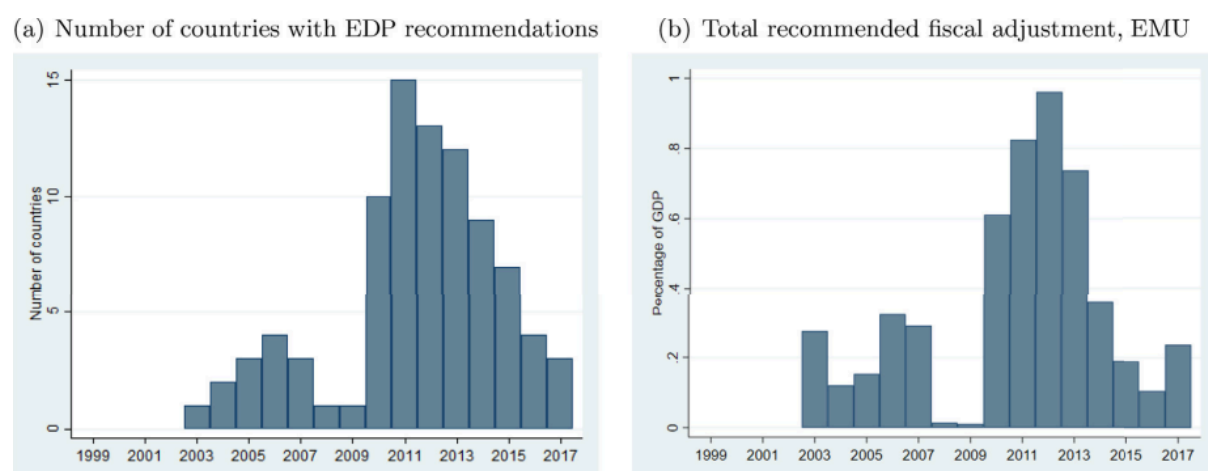 (a) Number of countries with EDP recommendations
(b) Total recommended fiscal adjustment, EMU
Number of countries
15
10
5
0
1999 2001 2003 2005 2007 2009 2011 2013 2015 2017
Percentage of GDP
1
.8
.6
.4
.2
0
1999 2001 2003 2005 2007 2009 2011 2013 2015 2017